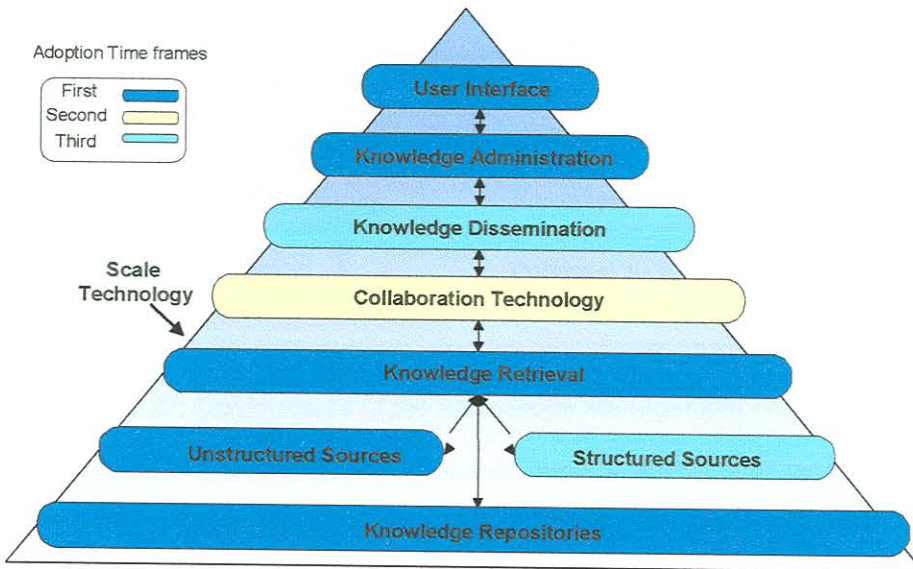 Adoption Time frames
First
Second
Third
User Interface
Knowledge Administration
Knowledge Dissemination
Scale
Technology
Collaboration Technology
Knowledge Retrieval
Unstructured Sources
Structured Sources
Knowledge Repositories